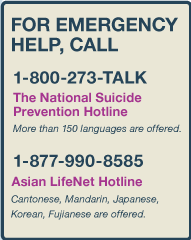 FOR EMERGENCY
HELP, CALL
1-800-273-TALK
The National Suicide
Prevention Hotline
More than 150 languages are offered.
1-877-990-8585
Asian LifeNet Hotline
Cantonese, Mandarin, Japanese,
Korean, Fujianese are offered.